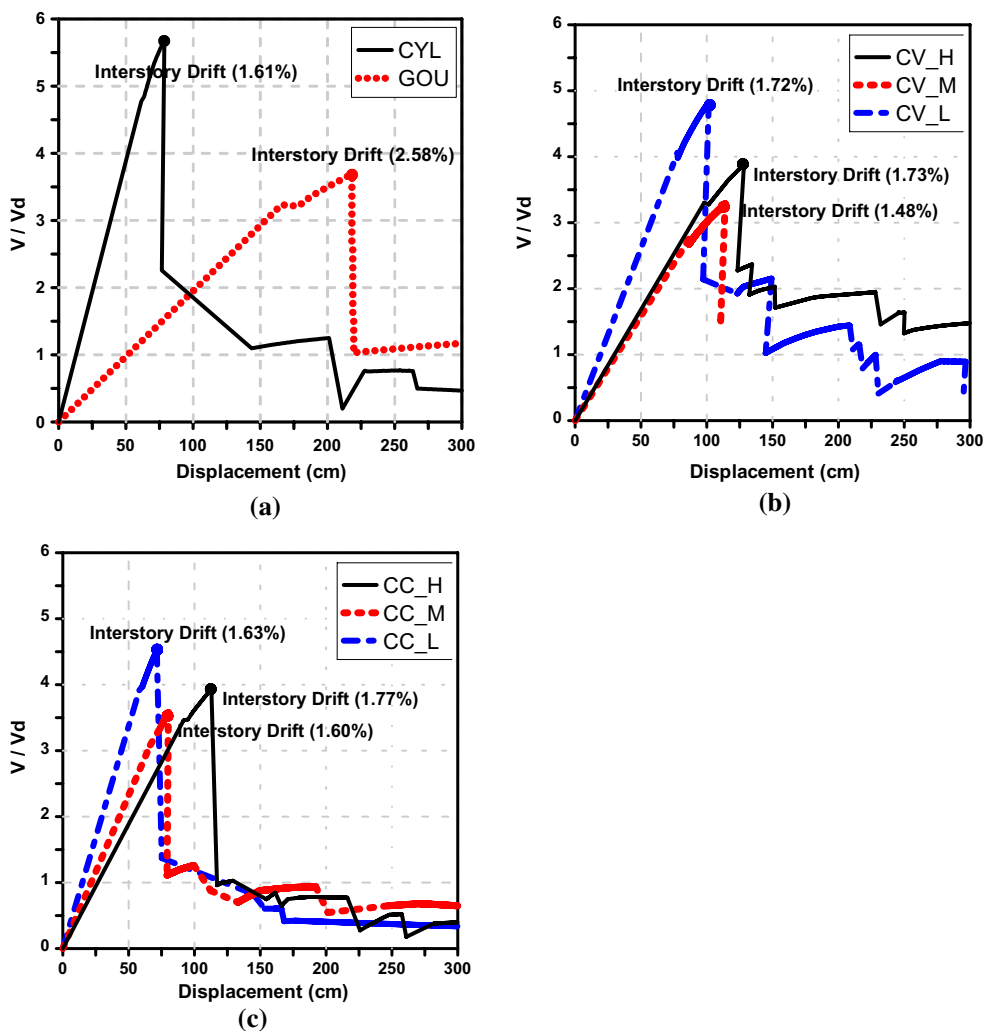 6
5
4
3
2
1
0
V / Vd
0 50 100 150 200 250 300
Displacement (cm)
CYL
GOU
Interstory Drift (1.61%)
Interstory Drift (2.58%)
(a)
6
5
4
3
2
1
0
V / Vd
0 50 100 150 200 250 300
Displacement (cm)
CV_H
CV_M
CV_L
Interstory Drift (1.72%)
Interstory Drift (1.73%)
Interstory Drift (1.48%)
(b)
6
5
4
3
2
1
0
V / Vd
0 50 100 150 200 250 300
Displacement (cm)
CC_H
CC_M
CC_L
Interstory Drift (1.63%)
Interstory Drift (1.77%)
Interstory Drift (1.60%)
(c)